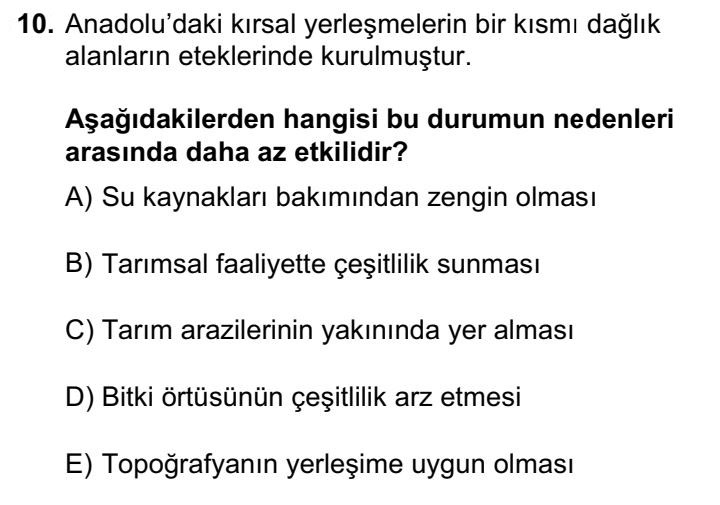 10. Anadolu'daki kırsal yerleşmelerin bir kısmı dağlık
alanların eteklerinde kurulmuştur.
Aşağıdakilerden hangisi bu durumun nedenleri
arasında daha az etkilidir?
A) Su kaynakları bakımından zengin olması
B) Tarımsal faaliyette çeşitlilik sunması
C) Tarım arazilerinin yakınında yer alması
D) Bitki örtüsünün çeşitlilik arz etmesi
E) Topoğrafyanın yerleşime uygun olması